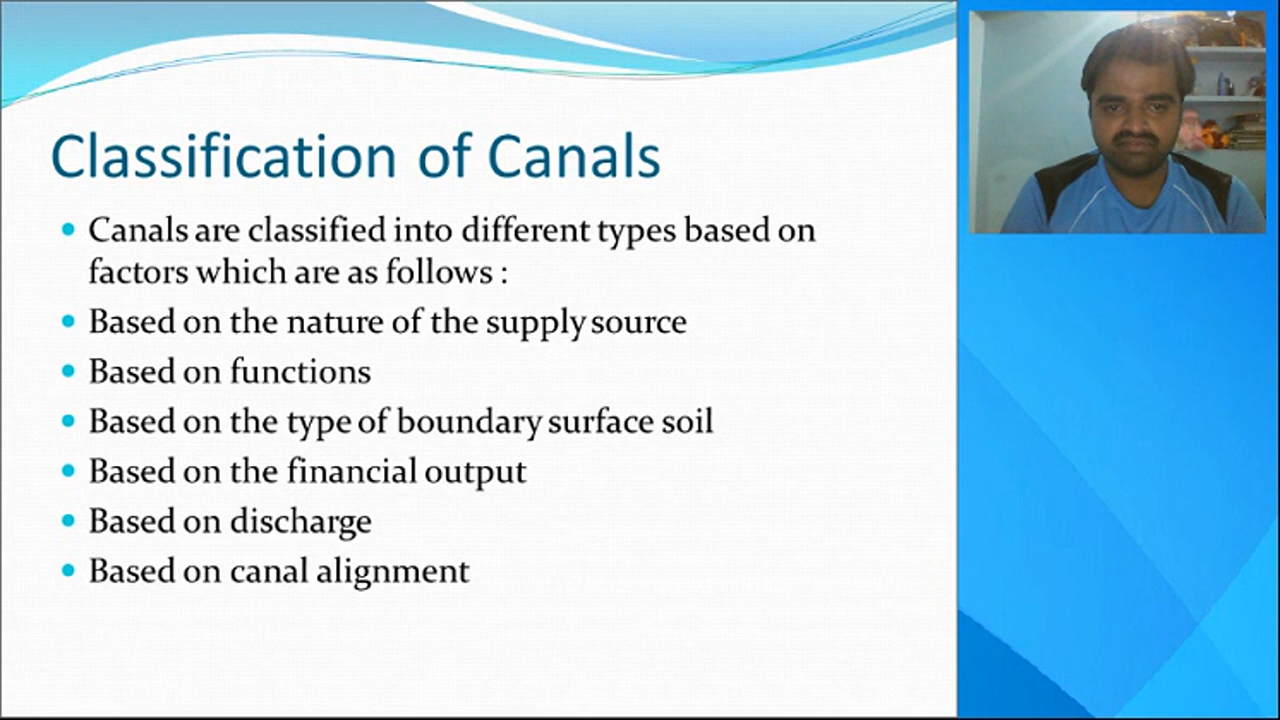 Classification of Canals
Canals are classified into different types based on
factors which are as follows :
Based on the nature of the supply source
Based on functions
Based on the type of boundary surface soil
Based on the financial output
Based on discharge
Based on canal alignment